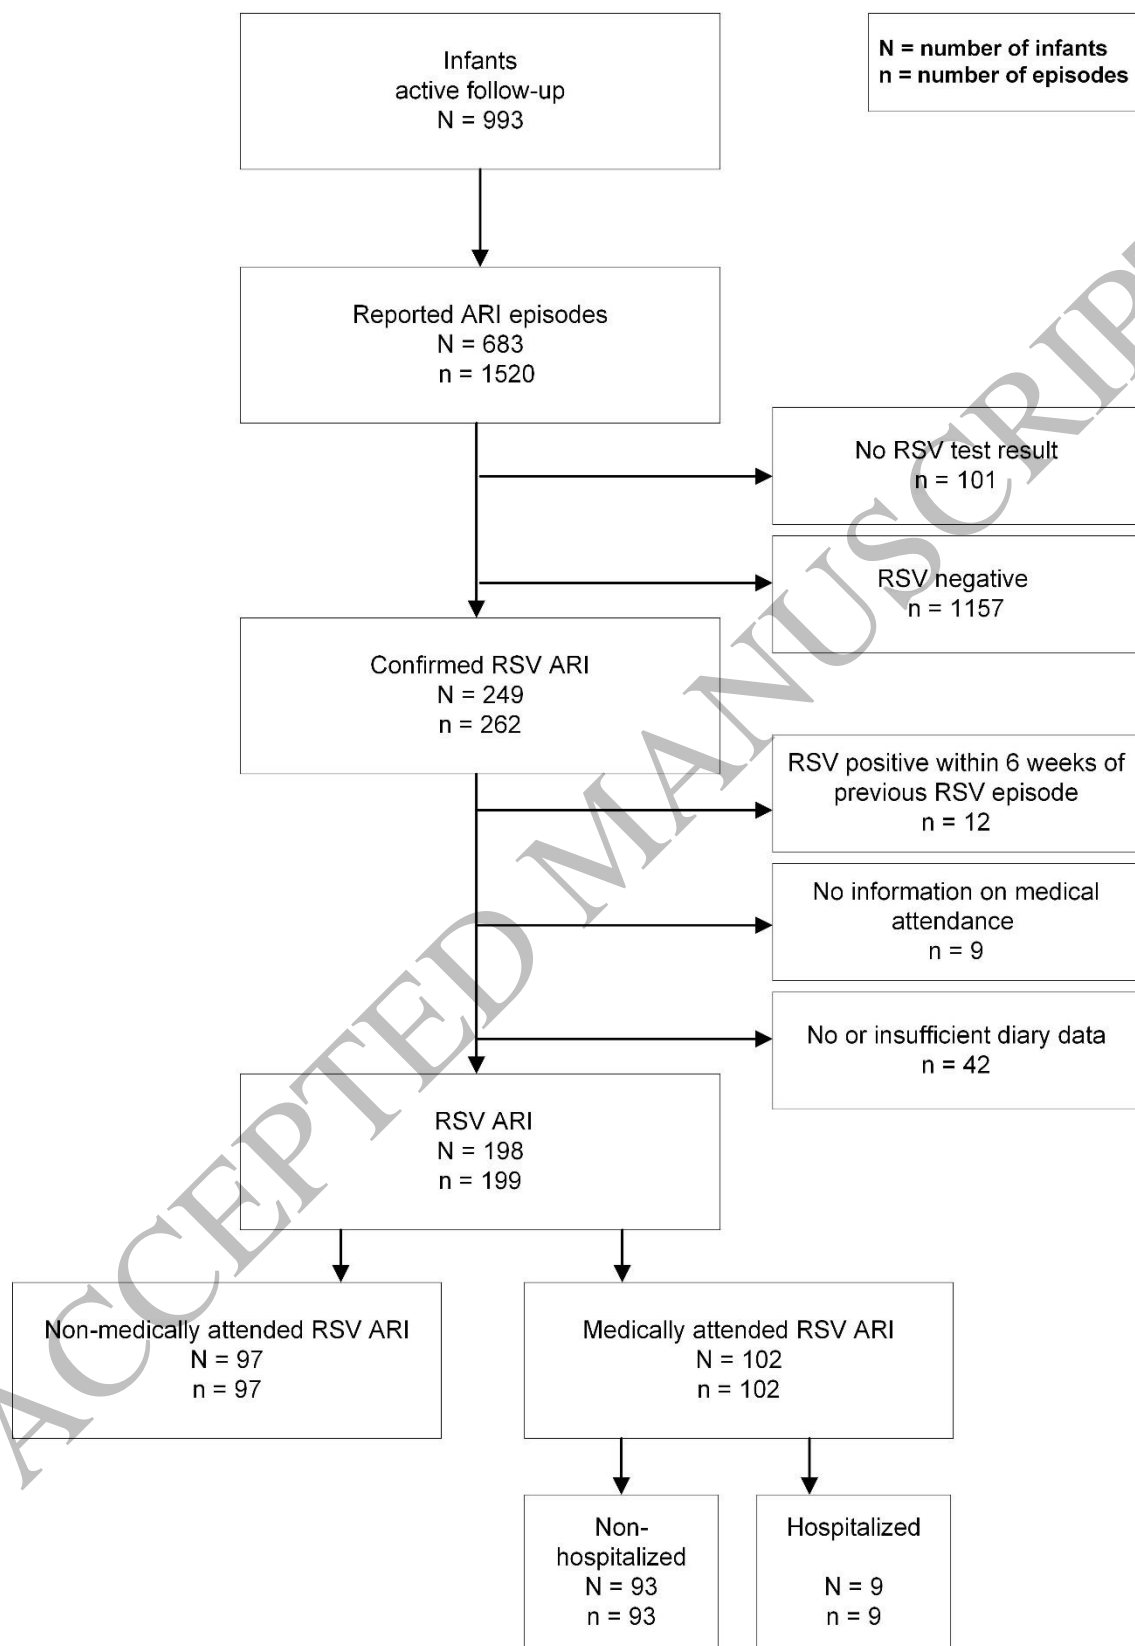 Infants
active follow-up
N = 993
N = number of infants
n = number of episodes
Reported ARI episodes
N = 683
n = 1520
No RSV test result
n = 101
RSV negative
n = 1157
Confirmed RSV ARI
N = 249
n = 262
RSV positive within 6 weeks of
previous RSV episode
n = 12
No information on medical
attendance
n = 9
No or insufficient diary data
n = 42
RSV ARI
N = 198
n = 199
Non-medically attended RSV ARI
N = 97
n = 97
Medically attended RSV ARI
N = 102
n = 102
Non-
hospitalized
N = 93
n = 93
Hospitalized
N = 9
n = 9
ACCEPTED MANUSCRIPT